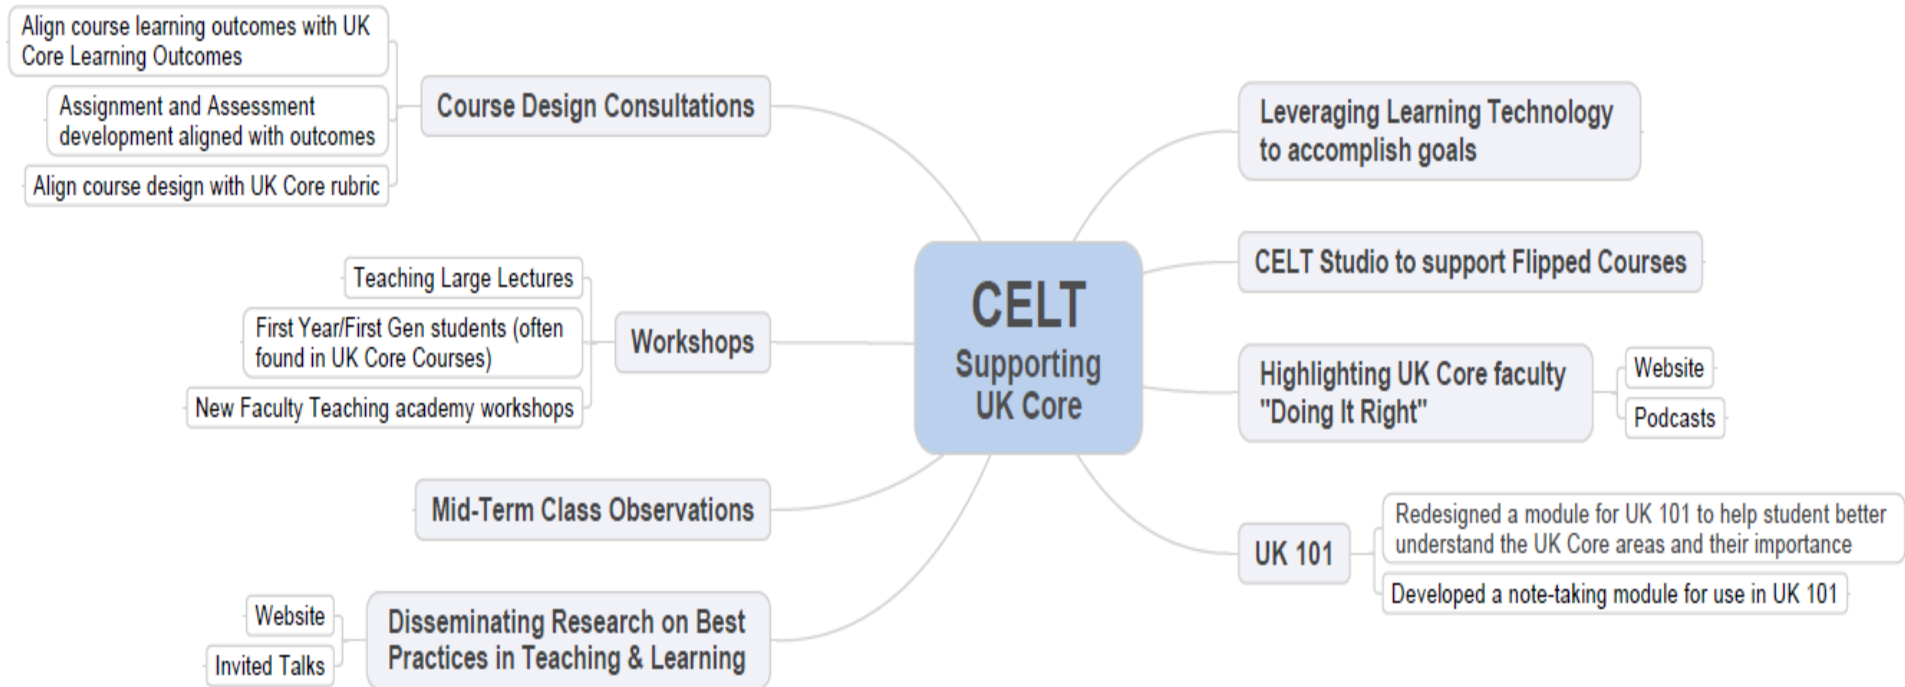 CELT
Supporting
UK Core
Course Design Consultations
Align course learning outcomes with UK
Core Learning Outcomes
Assignment and Assessment
development aligned with outcomes
Align course design with UK Core rubric
Workshops
Teaching Large Lectures
First Year/First Gen students (often
found in UK Core Courses)
New Faculty Teaching academy workshops
Mid-Term Class Observations
Disseminating Research on Best
Practices in Teaching & Learning
Website
Invited Talks
Leveraging Learning Technology
to accomplish goals
CELT Studio to support Flipped Courses
Highlighting UK Core faculty
"Doing It Right"
Website
Podcasts
UK 101
Redesigned a module for UK 101 to help student better
understand the UK Core areas and their importance
Developed a note-taking module for use in UK 101